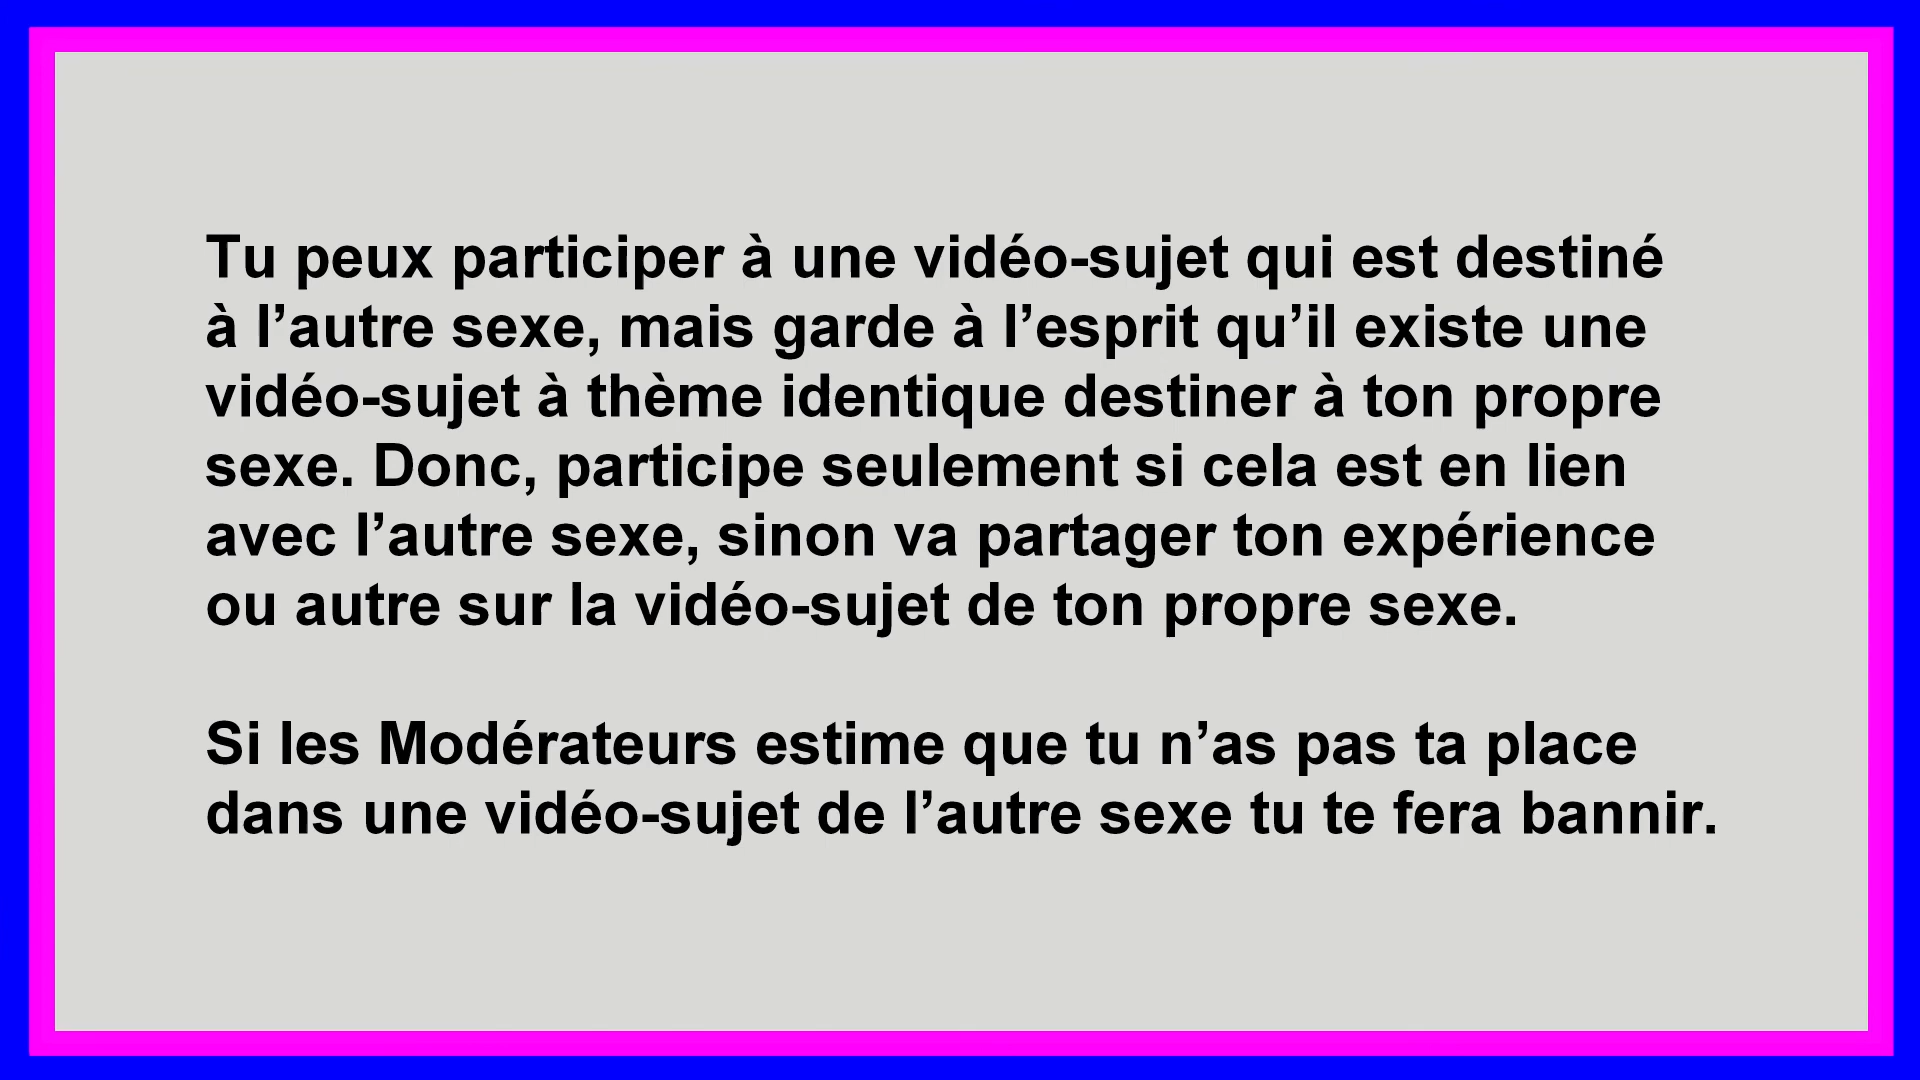 Tu peux participer à une vidéo-sujet qui est destiné
à l’autre sexe, mais garde à l’esprit qu’il existe une
vidéo-sujet à thème identique destiner à ton propre
sexe. Donc, participe seulement si cela est en lien
avec l’autre sexe, sinon va partager ton expérience
ou autre sur la vidéo-sujet de ton propre sexe.
Si les Modérateurs estime que tu n’as pas ta place
dans une vidéo-sujet de l’autre sexe tu te fera bannir.